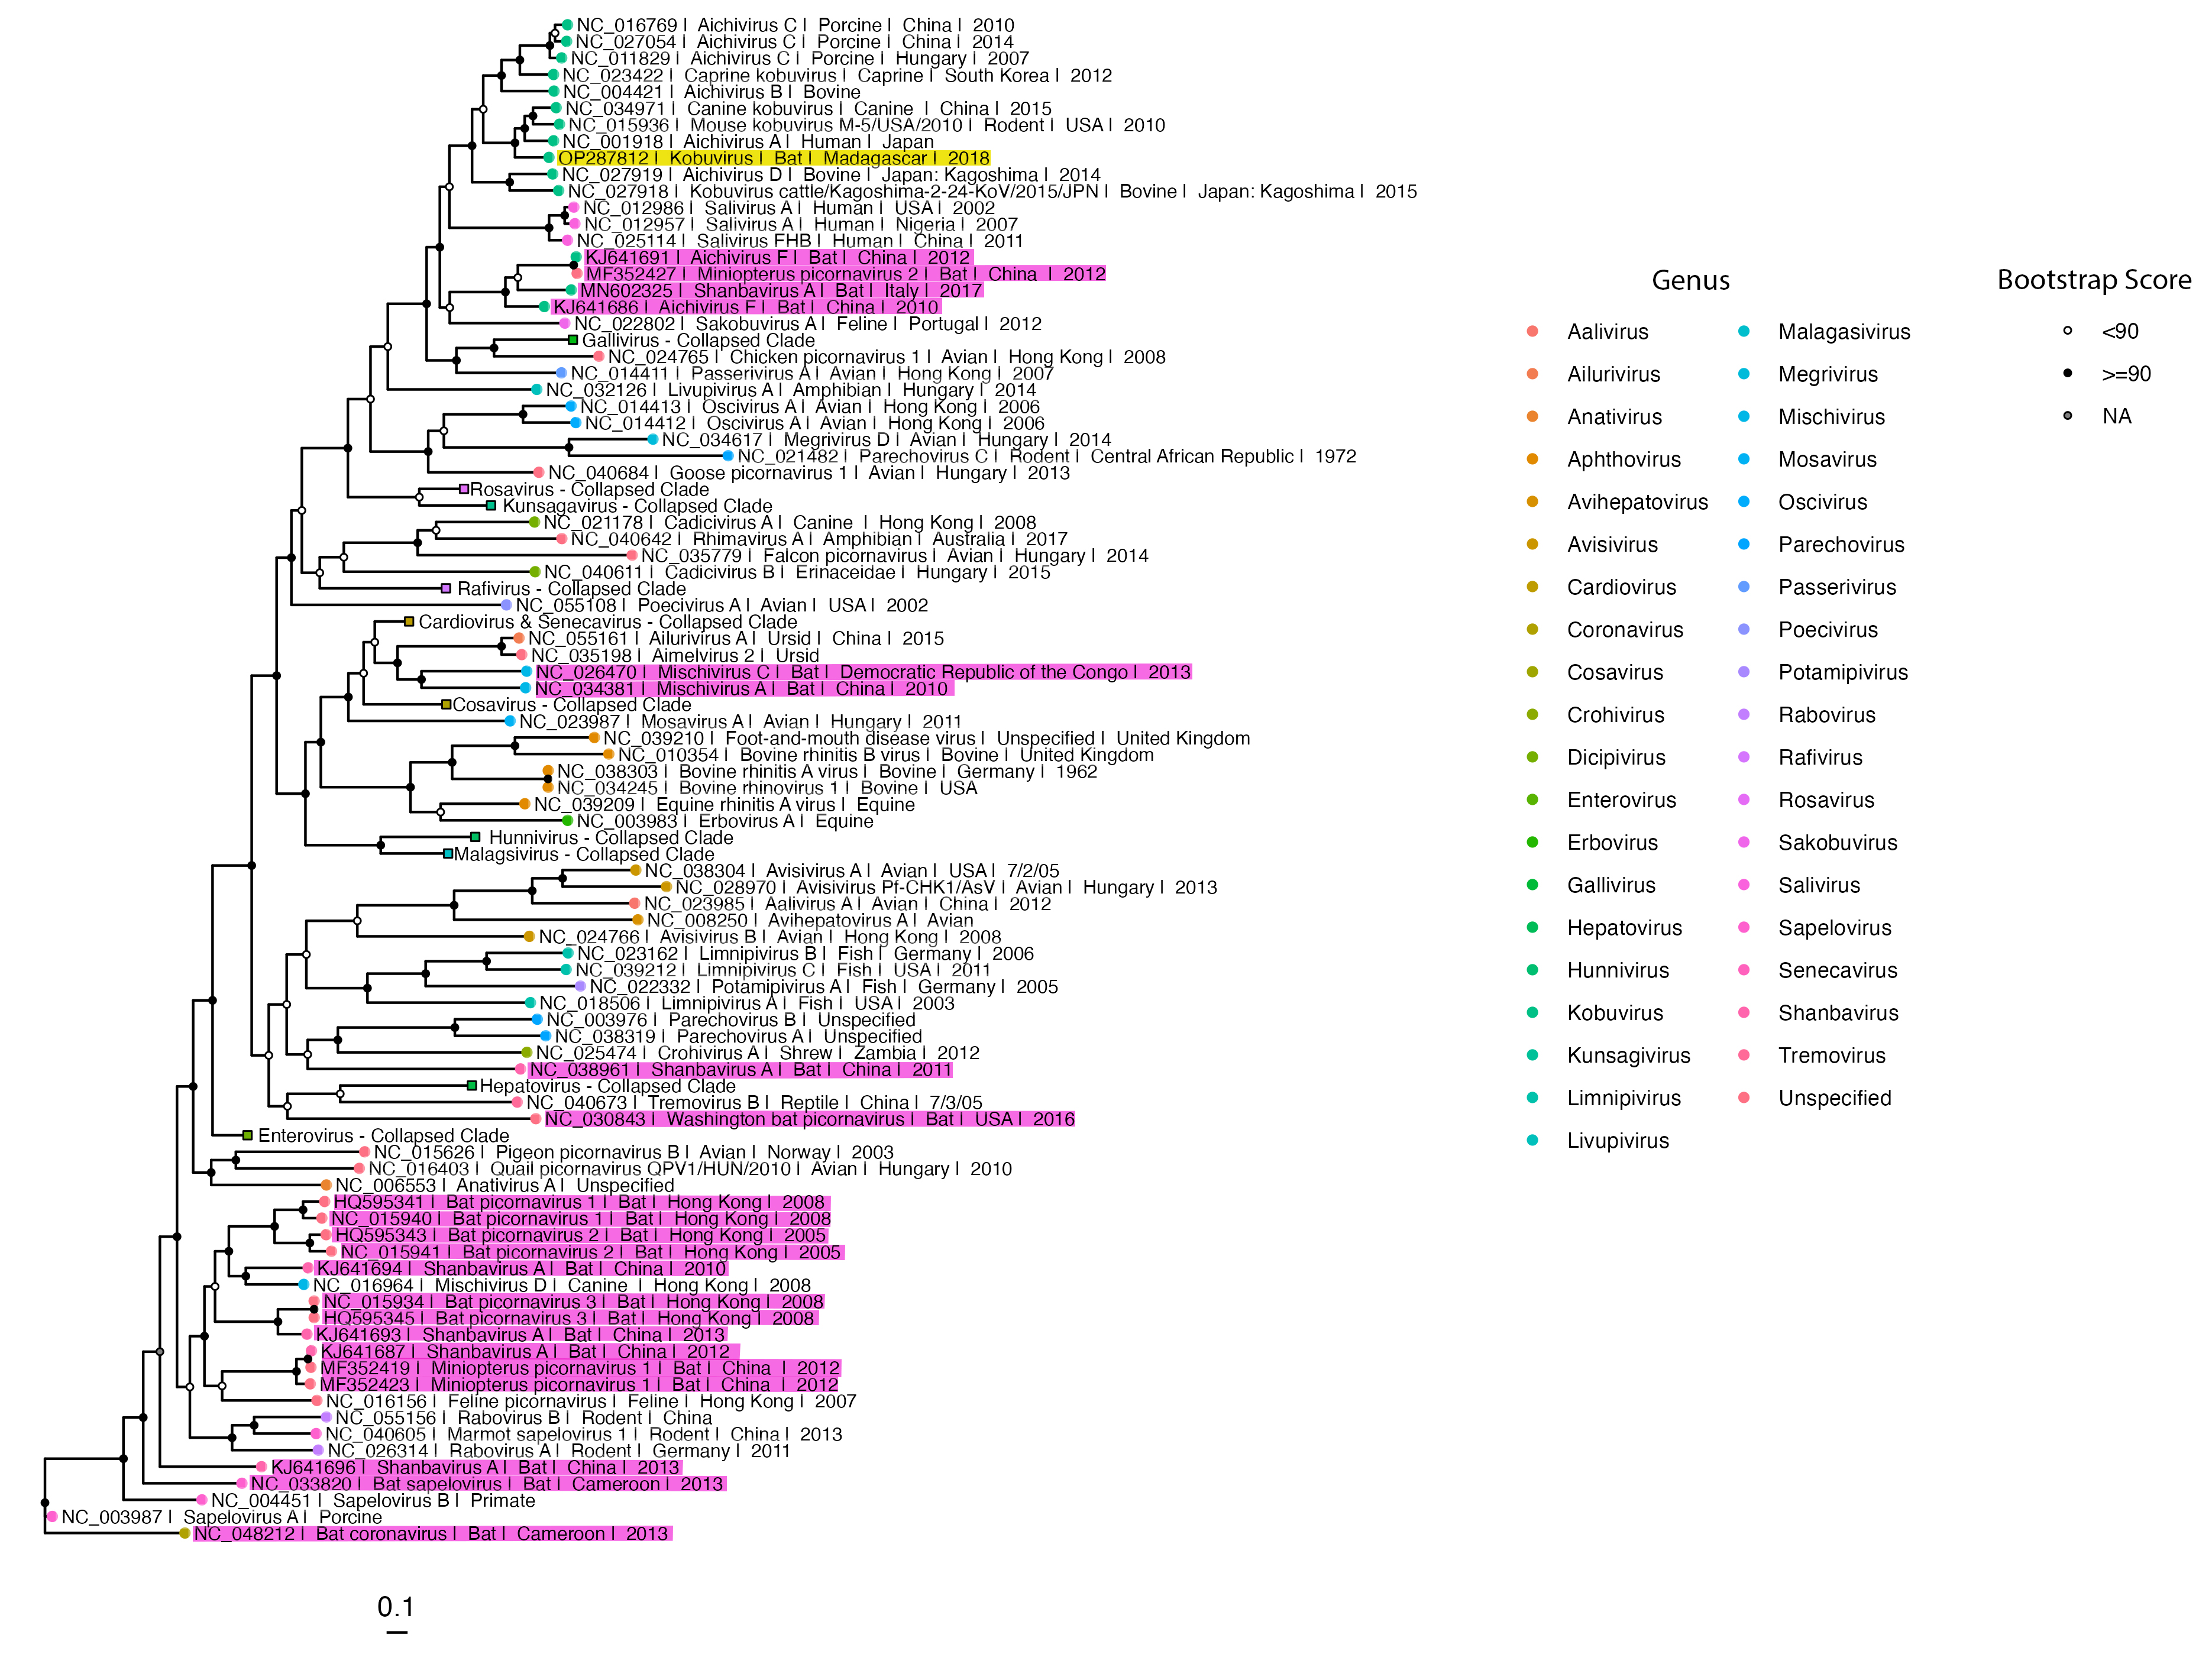 NC_016769 | Aichivirus C | Porcine | China | 2010
NC_027054 | Aichivirus C | Porcine | China | 2014
NC_011829 | Aichivirus C | Porcine | Hungary | 2007
NC_023422 | Caprine kobuvirus | Caprine | South Korea | 2012
NC_004421 | Aichivirus B | Bovine
NC_034971 | Canine kobuvirus | Canine | China | 2015
NC_015936 | Mouse kobuvirus M-5/USA/2010 | Rodent | USA | 2010
NC_001918 | Aichivirus A | Human | Japan
OP287812 | Kobuvirus | Bat | Madagascar | 2018
NC_027919 | Aichivirus D | Bovine | Japan: Kagoshima | 2014
NC_027918 | Kobuvirus cattle/Kagoshima-2-24-KoV/2015/JPN | Bovine | Japan: Kagoshima | 2015
NC_012986 | Salivirus A | Human | USA | 2002
NC_012957 | Salivirus A | Human | Nigeria | 2007
NC_025114 | Salivirus FHB | Human | China | 2011
KJ641691 | Aichivirus F | Bat | China | 2012
MF352427 | Miniopterus picornavirus 2 | Bat | China | 2012
MN602325 | Shanbavirus A | Bat | Italy | 2017
KJ641686 | Aichivirus F | Bat | China | 2010
NC_022802 | Sakobuvirus A | Feline | Portugal | 2012
Gallivirus - Collapsed Clade
NC_024765 | Chicken picornavirus 1 | Avian | Hong Kong | 2008
NC_014411 | Passerivirus A | Avian | Hong Kong | 2007
NC_032126 | Livupivirus A | Amphibian | Hungary | 2014
NC_014413 | Oscivirus A | Avian | Hong Kong | 2006
NC_014412 | Oscivirus A | Avian | Hong Kong | 2006
NC_034617 | Megrivirus D | Avian | Hungary | 2014
NC_021482 | Parechovirus C | Rodent | Central African Republic | 1972
NC_040684 | Goose picornavirus 1 | Avian | Hungary | 2013
Rosavirus - Collapsed Clade
Kunsagavirus - Collapsed Clade
NC_021178 | Cadicivirus A | Canine | Hong Kong | 2008
NC_040642 | Rhimavirus A | Amphibian | Australia | 2017
NC_035779 | Falcon picornavirus | Avian | Hungary | 2014
NC_040611 | Cadicivirus B | Erinaceidae | Hungary | 2015
Rafivirus - Collapsed Clade
NC_055108 | Poecivirus A | Avian | USA | 2002
Cardiovirus & Senecavirus - Collapsed Clade
NC_055161 | Ailurivirus A | Ursid | China | 2015
NC_035198 | Aimelvirus 2 | Ursid
NC_026470 | Mischivirus C | Bat | Democratic Republic of the Congo | 2013
NC_034381 | Mischivirus A | Bat | China | 2010
Cosavirus - Collapsed Clade
NC_023987 | Mosavirus A | Avian | Hungary | 2011
NC_039210 | Foot-and-mouth disease virus | Unspecified | United Kingdom
NC_010354 | Bovine rhinitis B virus | Bovine | United Kingdom
NC_038303 | Bovine rhinitis A virus | Bovine | Germany | 1962
NC_034245 | Bovine rhinovirus 1 | Bovine | USA
NC_039209 | Equine rhinitis A virus | Equine
NC_003983 | Erbovirus A | Equine
Hunnivirus - Collapsed Clade
Malagsivirus - Collapsed Clade
NC_038304 | Avisivirus A | Avian | USA | 7/2/05
NC_028970 | Avisivirus Pf-CHK1/AsV | Avian | Hungary | 2013
NC_023985 | Aalivirus A | Avian | China | 2012
NC_008250 | Avihepatovirus A | Avian
NC_024766 | Avisivirus B | Avian | Hong Kong | 2008
NC_023162 | Limnipivirus B | Fish | Germany | 2006
NC_039212 | Limnipivirus C | Fish | USA | 2011
NC_022332 | Potamipivirus A | Fish | Germany | 2005
NC_018506 | Limnipivirus A | Fish | USA | 2003
NC_003976 | Parechovirus B | Unspecified
NC_038319 | Parechovirus A | Unspecified
NC_025474 | Crohivirus A | Shrew | Zambia | 2012
NC_038961 | Shanbavirus A | Bat | China | 2011
Hepatovirus - Collapsed Clade
NC_040673 | Tremovirus B | Reptile | China | 7/3/05
NC_030843 | Washington bat picornavirus | Bat | USA | 2016
Enterovirus - Collapsed Clade
NC_015626 | Pigeon picornavirus B | Avian | Norway | 2003
NC_016403 | Quail picornavirus QPV1/HUN/2010 | Avian | Hungary | 2010
NC_006553 | Anativirus A | Unspecified
HQ595341 | Bat picornavirus 1 | Bat | Hong Kong | 2008
NC_015940 | Bat picornavirus 1 | Bat | Hong Kong | 2008
HQ595343 | Bat picornavirus 2 | Bat | Hong Kong | 2005
NC_015941 | Bat picornavirus 2 | Bat | Hong Kong | 2005
KJ641694 | Shanbavirus A | Bat | China | 2010
NC_016964 | Mischivirus D | Canine | Hong Kong | 2008
NC_015934 | Bat picornavirus 3 | Bat | Hong Kong | 2008
HQ595345 | Bat picornavirus 3 | Bat | Hong Kong | 2008
KJ641693 | Shanbavirus A | Bat | China | 2013
KJ641687 | Shanbavirus A | Bat | China | 2012
MF352419 | Miniopterus picornavirus 1 | Bat | China | 2012
MF352423 | Miniopterus picornavirus 1 | Bat | China | 2012
NC_016156 | Feline picornavirus | Feline | Hong Kong | 2007
NC_055156 | Rabovirus B | Rodent | China
NC_040605 | Marmot sapelovirus 1 | Rodent | China | 2013
NC_026314 | Rabovirus A | Rodent | Germany | 2011
KJ641696 | Shanbavirus A | Bat | China | 2013
NC_033820 | Bat sapelovirus | Bat | Cameroon | 2013
NC_004451 | Sapelovirus B | Primate
NC_003987 | Sapelovirus A | Porcine
NC_048212 | Bat coronavirus | Bat | Cameroon | 2013
0.1
Genus
Aalivirus
Ailurivirus
Anativirus
Aphthovirus
Avihepatovirus
Avisivirus
Cardiovirus
Coronavirus
Cosavirus
Crohivirus
Dicipivirus
Enterovirus
Erbovirus
Gallivirus
Hepatovirus
Hunnivirus
Kobuvirus
Kunsagivirus
Limnipivirus
Livupivirus
Malagasivirus
Megrivirus
Mischivirus
Mosavirus
Oscivirus
Parechovirus
Passerivirus
Poecivirus
Potamipivirus
Rabovirus
Rafivirus
Rosavirus
Sakobuvirus
Salivirus
Sapelovirus
Senecavirus
Shanbavirus
Tremovirus
Unspecified
Bootstrap Score
<90
>=90
NA